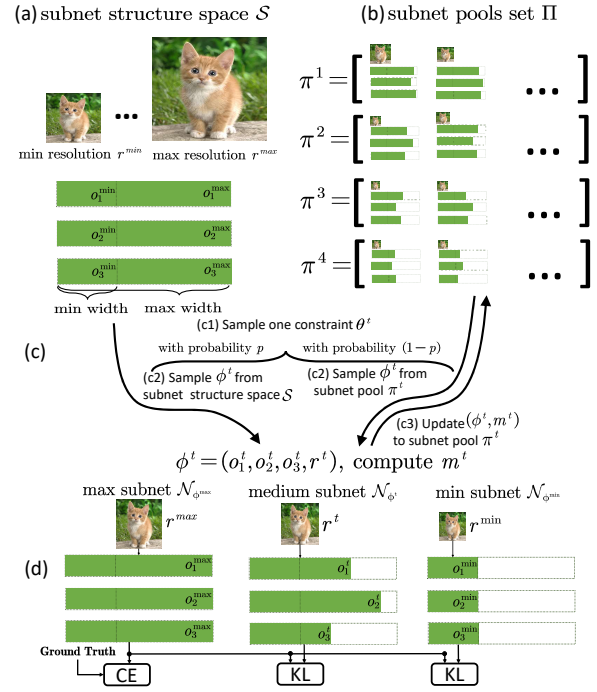 (a) subnet structure space 𝒮
(b) subnet pools set Π
min resolution r^{min}
max resolution r^{max}
o_1^{min} o_1^{max}
o_2^{min} o_2^{max}
o_3^{min} o_3^{max}
min width max width
π^1 = [ ... ]
π^2 = [ ... ]
π^3 = [ ... ]
π^4 = [ ... ]
(c)
(c1) Sample one constraint θ^t
with probability p with probability (1−p)
(c2) Sample ϕ^t from
subnet structure space 𝒮
(c2) Sample ϕ^t from
subnet pool π^t
(c3) Update (ϕ^t, m^t)
to subnet pool π^t
ϕ^t = (o_1^t, o_2^t, o_3^t, r^t), compute m^t
max subnet 𝒩_{ϕ^{max}} medium subnet 𝒩_{ϕ^t} min subnet 𝒩_{ϕ^{min}}
r^{max} r^t r^{min}
(d)
o_1^{max} o_1^t o_1^{min}
o_2^{max} o_2^t o_2^{min}
o_3^{max} o_3^t o_3^{min}
Ground Truth
CE KL KL